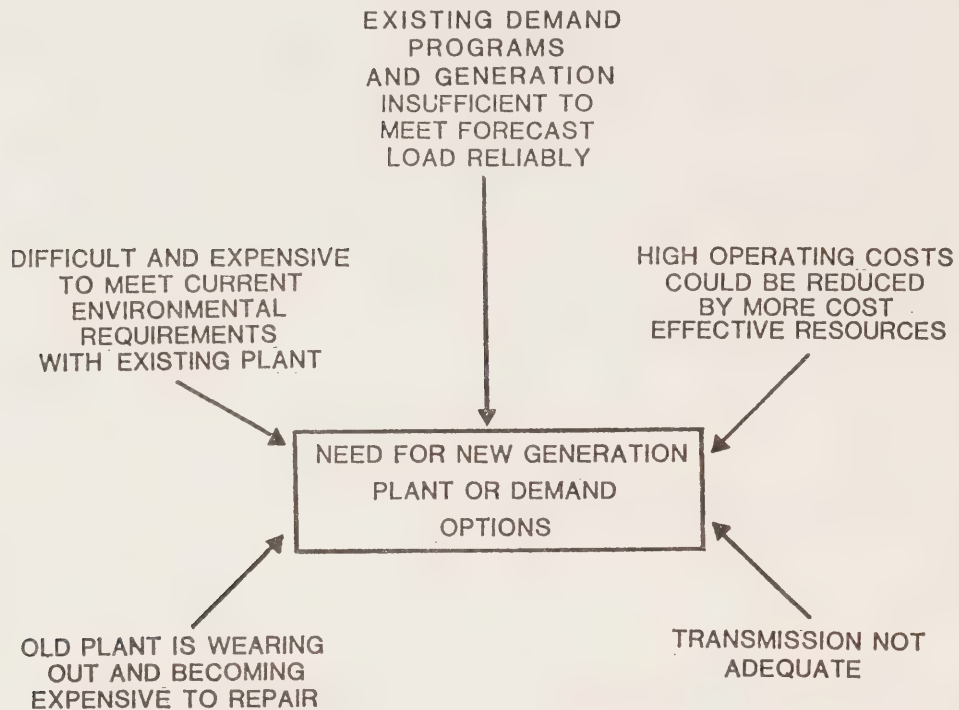 EXISTING DEMAND
PROGRAMS
AND GENERATION
INSUFFICIENT TO
MEET FORECAST
LOAD RELIABLY
DIFFICULT AND EXPENSIVE
TO MEET CURRENT
ENVIRONMENTAL
REQUIREMENTS
WITH EXISTING PLANT
HIGH OPERATING COSTS
COULD BE REDUCED
BY MORE COST
EFFECTIVE RESOURCES
NEED FOR NEW GENERATION
PLANT OR DEMAND
OPTIONS
OLD PLANT IS WEARING
OUT AND BECOMING
EXPENSIVE TO REPAIR
TRANSMISSION NOT
ADEQUATE